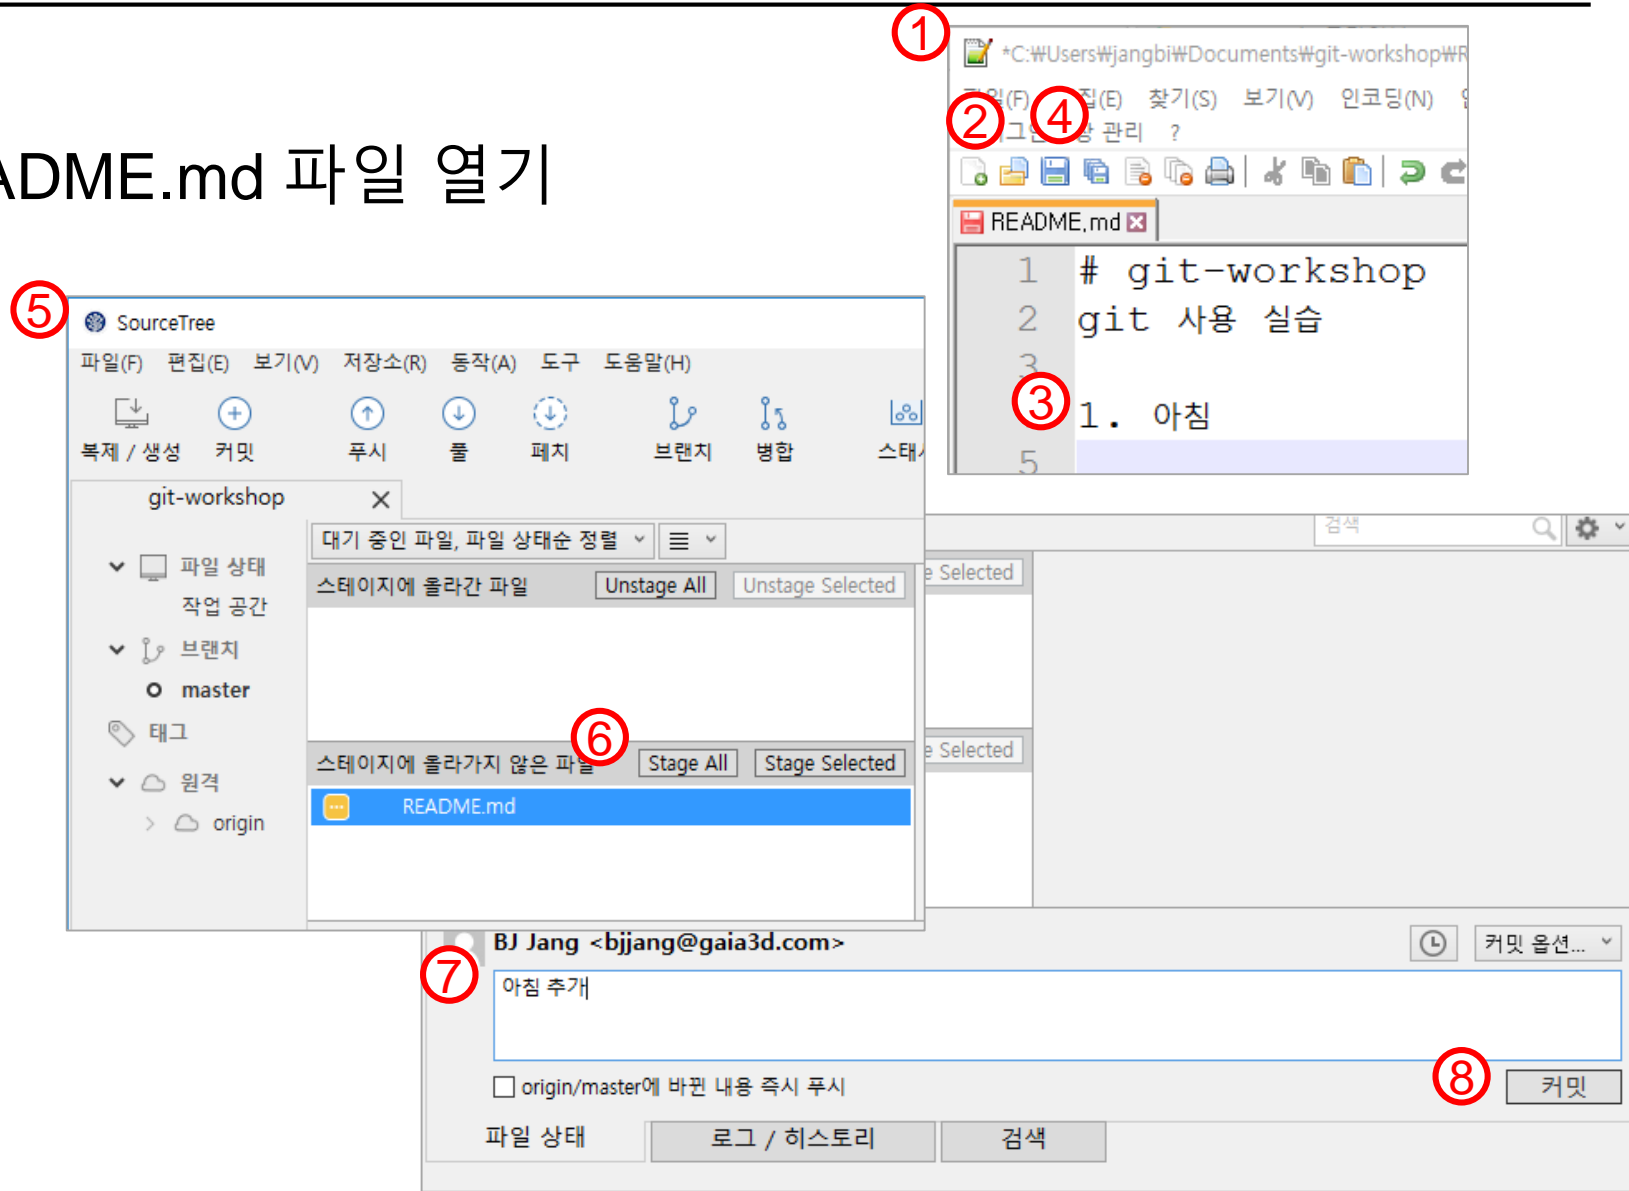 ①
*C:₩Users₩jangbi₩Documents₩git-workshop₩R
②
④
(F) 집(E) 찾기(S) 보기(V) 인코딩(N)
창 관리 ?
ADME.md 파일 열기
README.md
1 # git-workshop
2 git 사용 실습
3
③
1. 아침
5
⑤
SourceTree
파일(F) 편집(E) 보기(V) 저장소(R) 동작(A) 도구 도움말(H)
복제 / 생성 커밋 푸시 풀 페치 브랜치 병합 스태
git-workshop
대기 중인 파일, 파일 상태순 정렬
파일 상태
작업 공간
브랜치
master
태그
원격
origin
스테이지에 올라간 파일 Unstage All Unstage Selected
⑥
스테이지에 올라가지 않은 파일 Stage All Stage Selected
README.md
검색
e Selected
e Selected
⑦
BJ Jang <bjjang@gaia3d.com>
커밋 옵션...
아침 추가
origin/master에 바뀐 내용 즉시 푸시
⑧
커밋
파일 상태 로그 / 히스토리 검색